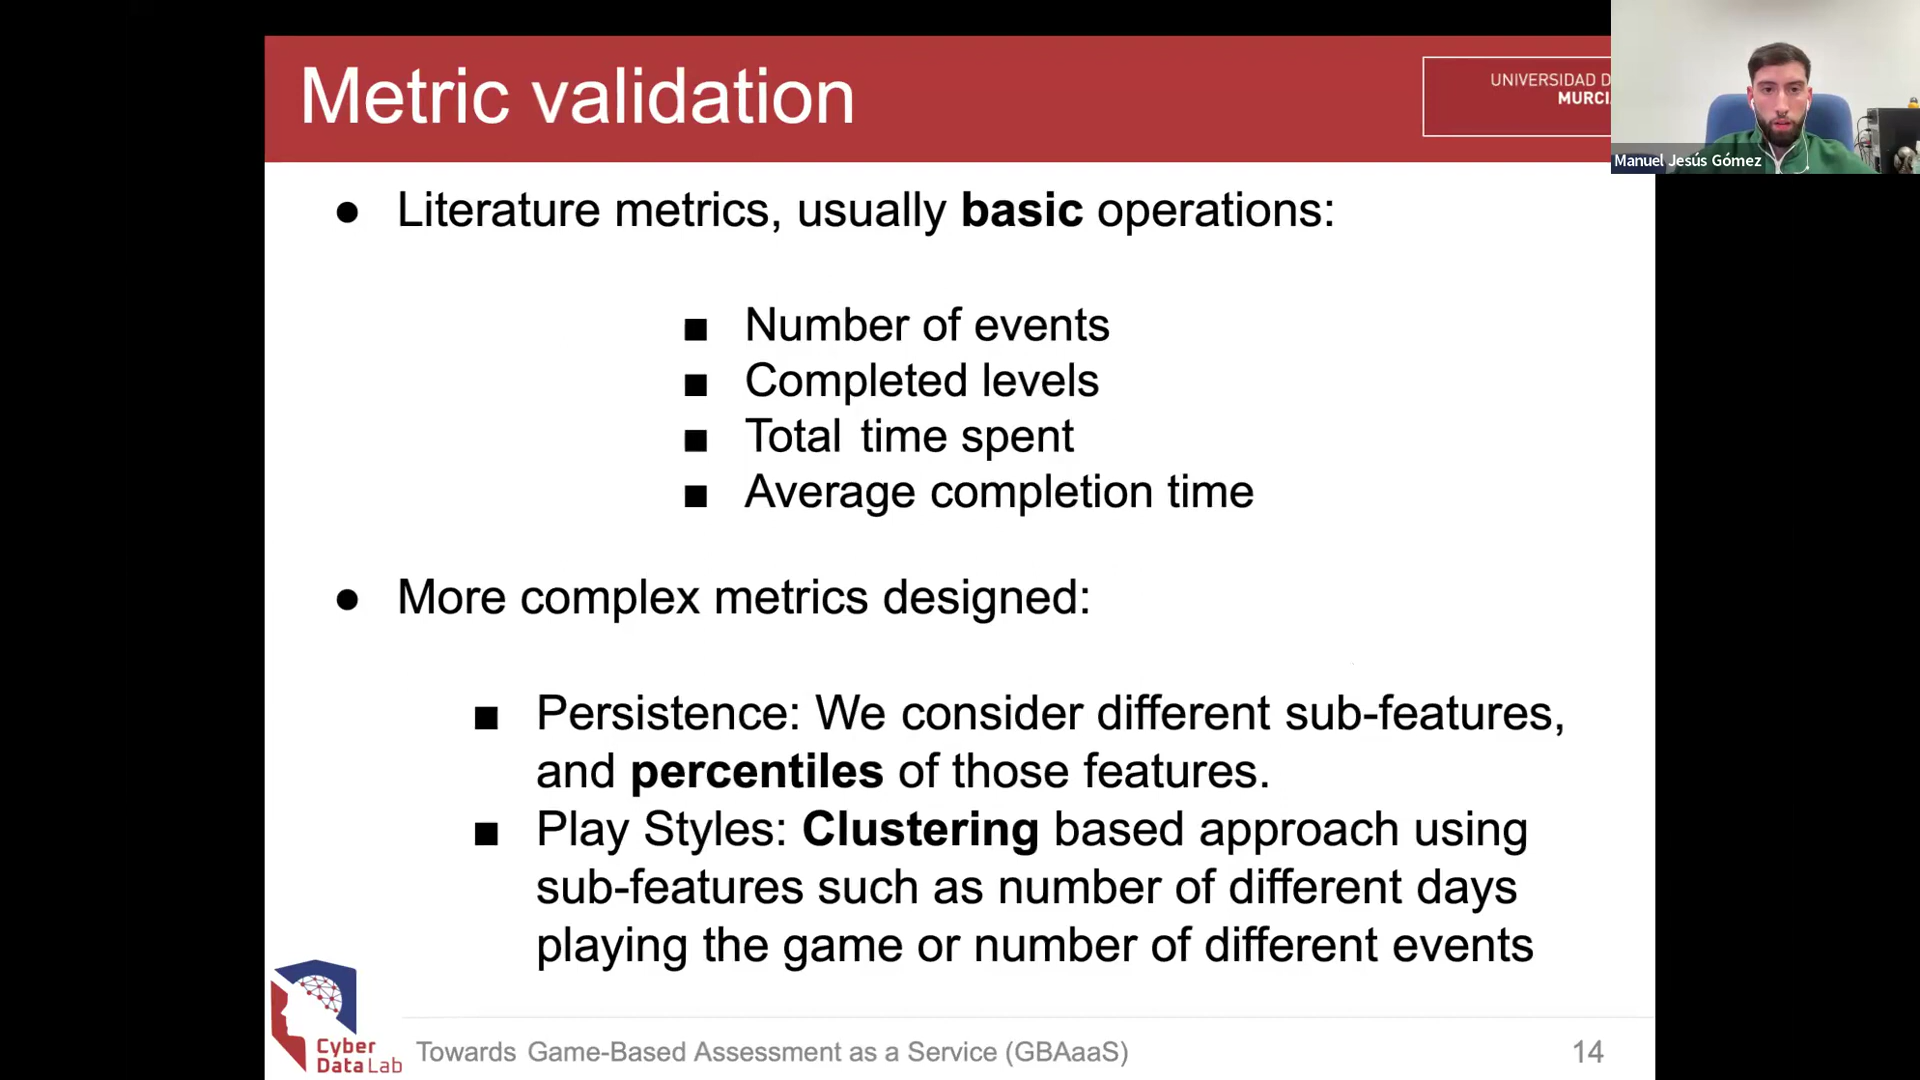 Metric validation
UNIVERSIDAD D
MURCI
Manuel Jesús Gómez
● Literature metrics, usually basic operations:
■ Number of events
■ Completed levels
■ Total time spent
■ Average completion time
● More complex metrics designed:
■ Persistence: We consider different sub-features,
and percentiles of those features.
■ Play Styles: Clustering based approach using
sub-features such as number of different days
playing the game or number of different events
Cyber
DataLab
Towards Game-Based Assessment as a Service (GBAaaS)
14